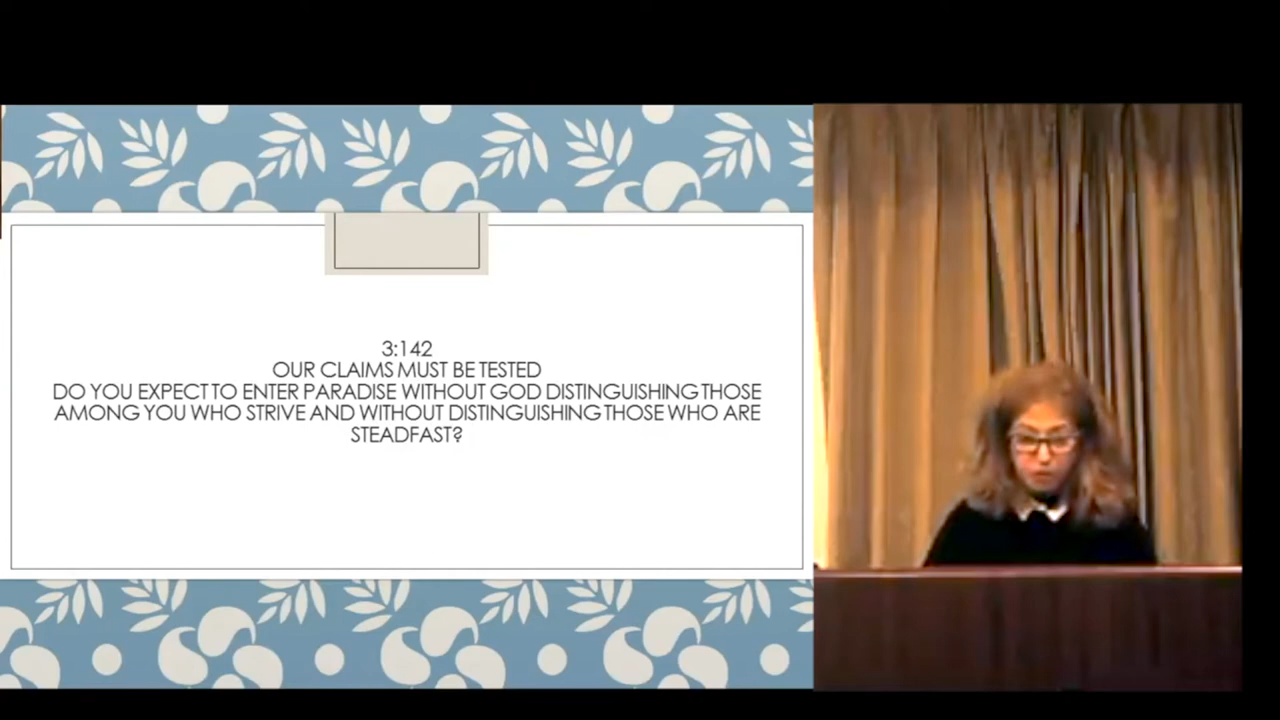 3:142
OUR CLAIMS MUST BE TESTED
DO YOU EXPECT TO ENTER PARADISE WITHOUT GOD DISTINGUISHING THOSE
AMONG YOU WHO STRIVE AND WITHOUT DISTINGUISHING THOSE WHO ARE
STEADFAST?